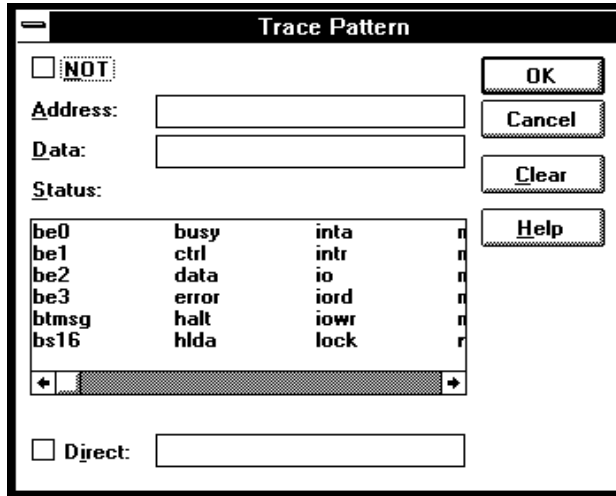 Trace Pattern
NOT
OK
Address:
Cancel
Data:
Clear
Status:
Help
be0 busy inta
be1 ctrl intr
be2 data io
be3 error iord
btmsg halt iowr
bs16 hlda lock
Direct: